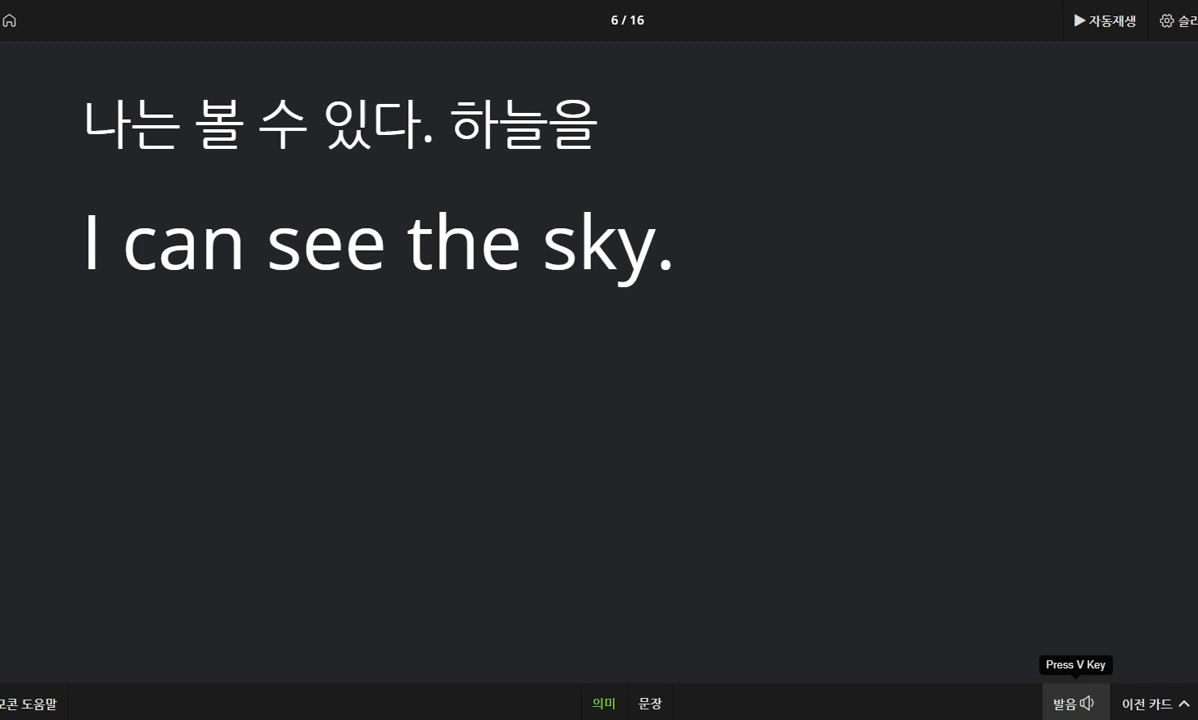 6 / 16
자동재생
나는 볼 수 있다. 하늘을
I can see the sky.
Press V Key
도움말
의미
문장
발음
이전 카드